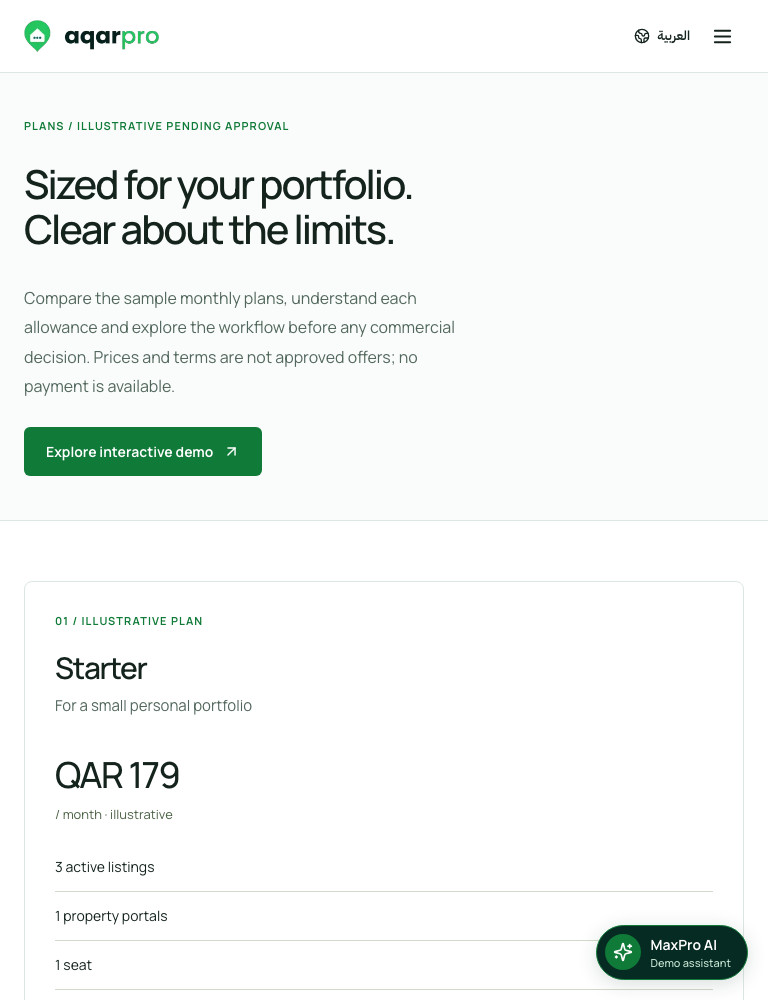 aqarpro
العربية
PLANS / ILLUSTRATIVE PENDING APPROVAL
Sized for your portfolio.
Clear about the limits.
Compare the sample monthly plans, understand each
allowance and explore the workflow before any commercial
decision. Prices and terms are not approved offers; no
payment is available.
Explore interactive demo
01 / ILLUSTRATIVE PLAN
Starter
For a small personal portfolio
QAR 179
/ month · illustrative
3 active listings
1 property portals
1 seat
MaxPro AI
Demo assistant